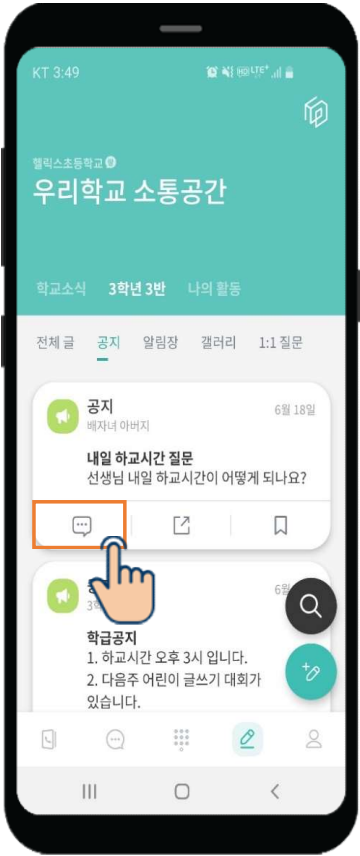 KT 3:49
LTE+
헬릭스초등학교
우리학교 소통공간
학교소식 3학년 3반 나의 활동
전체 글 공지 알림장 갤러리 1:1 질문
공지 6월 18일
배자녀 아버지
내일 하교시간 질문
선생님 내일 하교시간이 어떻게 되나요?
학급공지
1. 하교시간 오후 3시 입니다.
2. 다음주 어린이 글쓰기 대회가
있습니다.